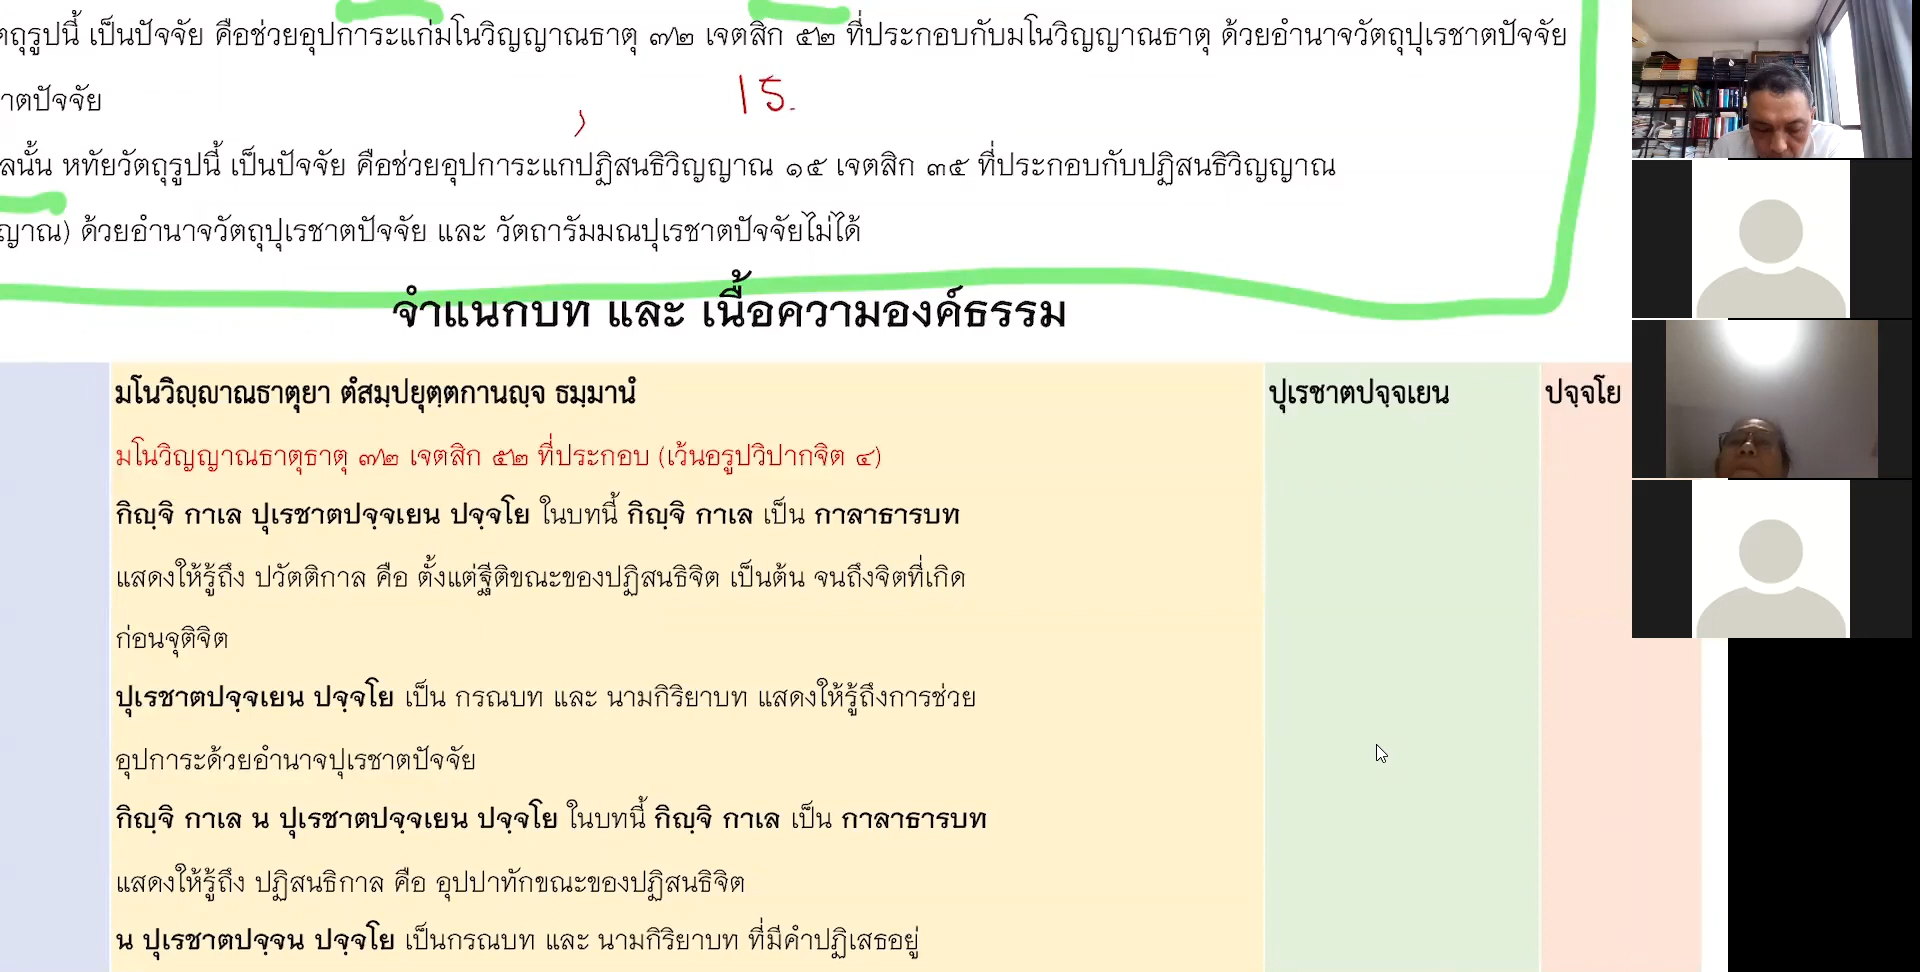 ตถุรูปนี้ เป็นปัจจัย คือช่วยอุปการะแก่มโนวิญญาณธาตุ ๗๒ เจตสิก ๕๒ ที่ประกอบกับมโนวิญญาณธาตุ ด้วยอำนาจวัตถุปุเรชาตปัจจัย
าตปัจจัย
15.
ลนั้น หทัยวัตถุรูปนี้ เป็นปัจจัย คือช่วยอุปการะแกปฏิสนธิวิญญาณ ๑๕ เจตสิก ๓๕ ที่ประกอบกับปฏิสนธิวิญญาณ
ญาณ) ด้วยอำนาจวัตถุปุเรชาตปัจจัย และ วัตถารัมมณปุเรชาตปัจจัยไม่ได้
จำแนกบท และ เนื้อความองค์ธรรม
มโนวิญฺญาณธาตุยา ตํสมฺปยุตฺตกานญฺจ ธมฺมานํ
ปุเรชาตปจฺจเยน
ปจฺจโย
มโนวิญญาณธาตุธาตุ ๗๒ เจตสิก ๕๒ ที่ประกอบ (เว้นอรูปวิปากจิต ๔)
กิญฺจิ กาเล ปุเรชาตปจฺจเยน ปจฺจโย ในบทนี้ กิญฺจิ กาเล เป็น กาลาธารบท
แสดงให้รู้ถึง ปวัตติกาล คือ ตั้งแต่ฐีติขณะของปฏิสนธิจิต เป็นต้น จนถึงจิตที่เกิด
ก่อนจุติจิต
ปุเรชาตปจฺจเยน ปจฺจโย เป็น กรณบท และ นามกิริยาบท แสดงให้รู้ถึงการช่วย
อุปการะด้วยอำนาจปุเรชาตปัจจัย
กิญฺจิ กาเล น ปุเรชาตปจฺจเยน ปจฺจโย ในบทนี้ กิญฺจิ กาเล เป็น กาลาธารบท
แสดงให้รู้ถึง ปฏิสนธิกาล คือ อุปปาทักขณะของปฏิสนธิจิต
น ปุเรชาตปจฺจน ปจฺจโย เป็นกรณบท และ นามกิริยาบท ที่มีคำปฏิเสธอยู่